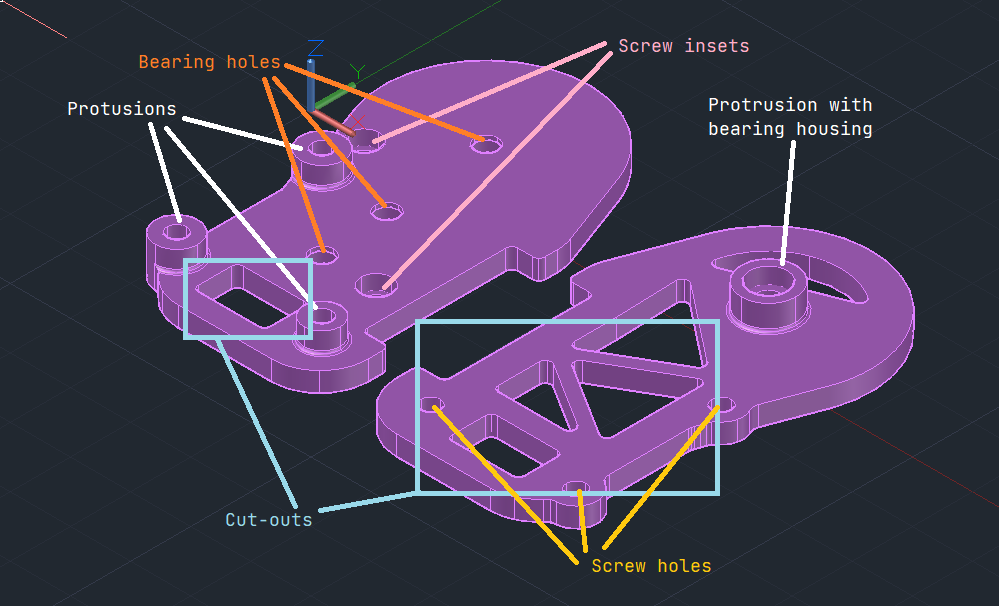 Z
Screw insets
Bearing holes
Y
Protusions
Protrusion with
bearing housing
Cut-outs
Screw holes